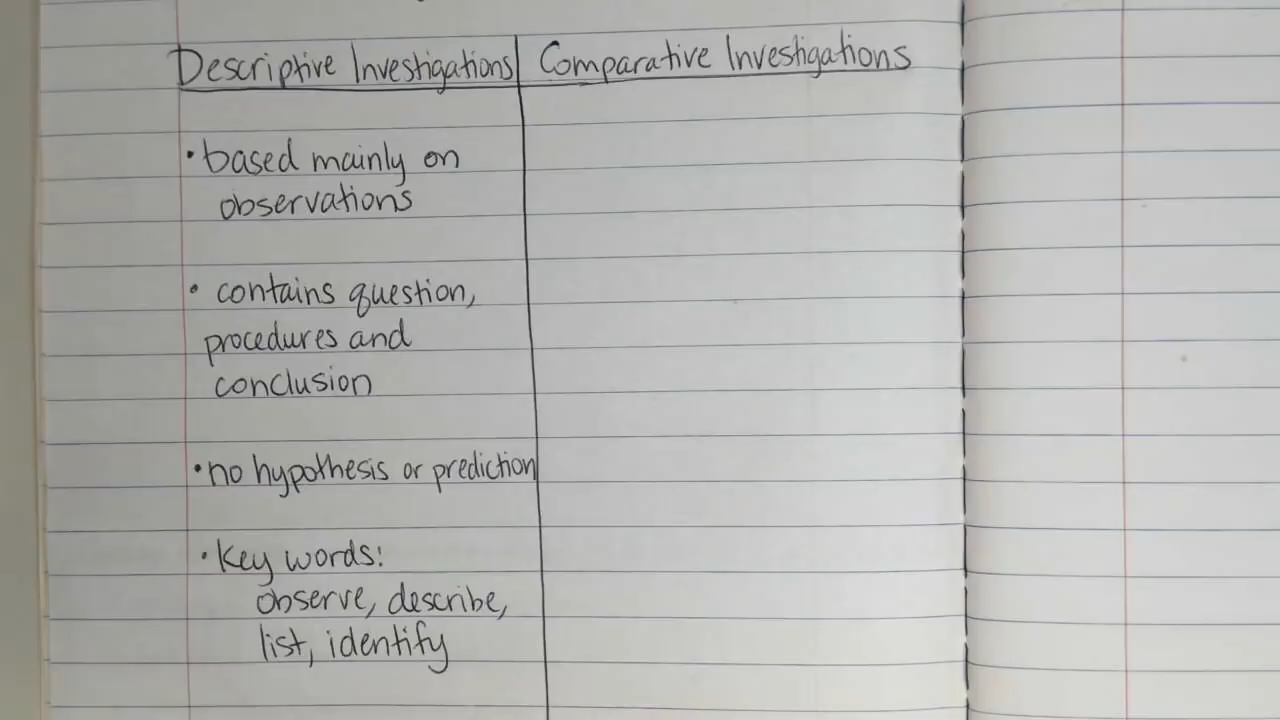 Descriptive Investigations
Comparative Investigations
• based mainly on
observations
• contains question,
procedures and
conclusion
• no hypothesis or prediction
• Key words:
observe, describe,
list, identify